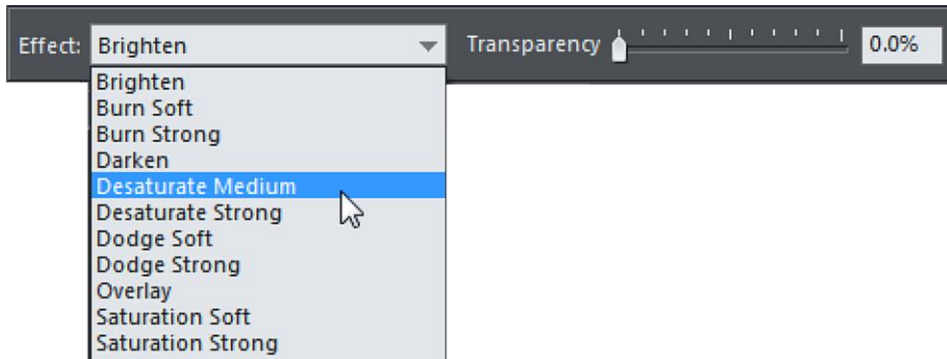 Effect: Brighten Transparency 0.0%
Brighten
Burn Soft
Burn Strong
Darken
Desaturate Medium
Desaturate Strong
Dodge Soft
Dodge Strong
Overlay
Saturation Soft
Saturation Strong